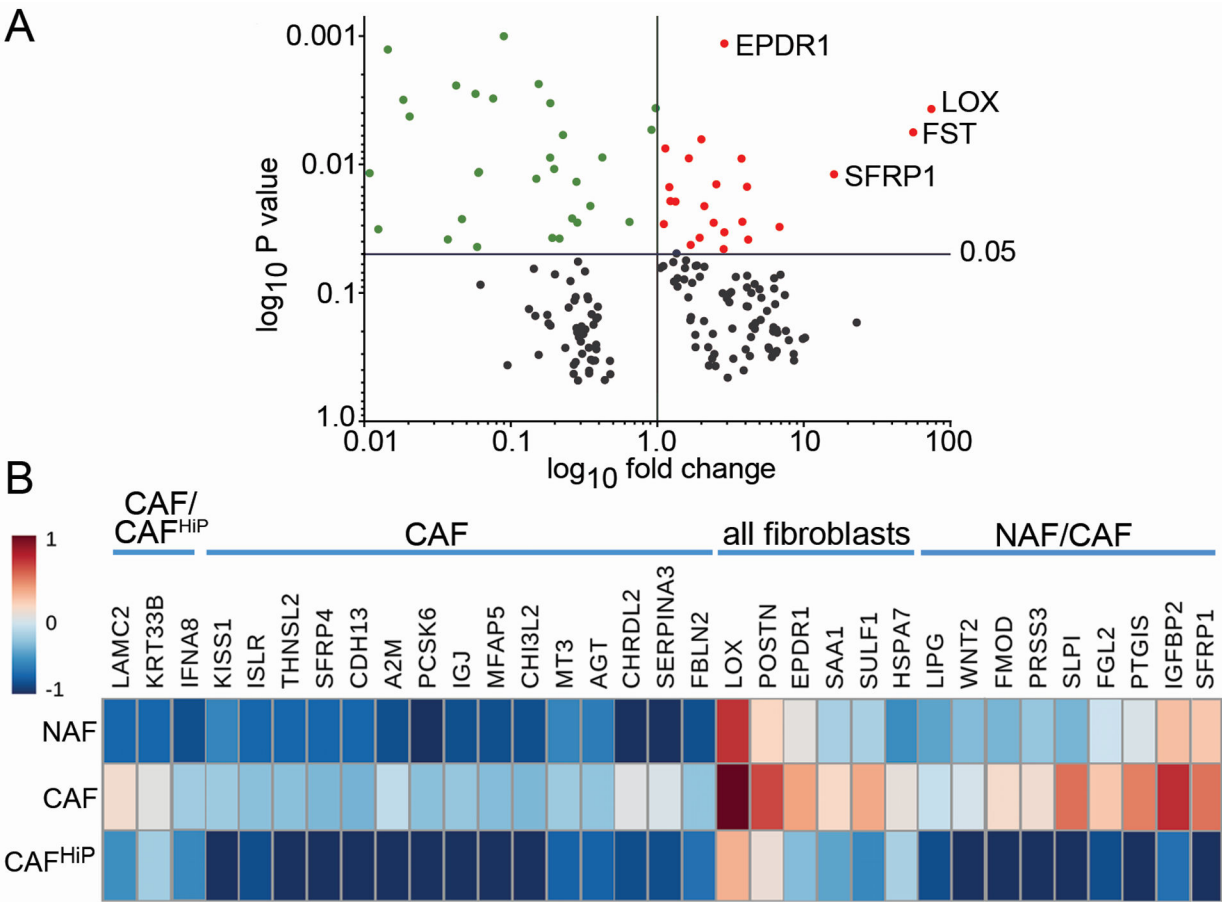 A
0.001
EPDR1
LOX
FST
0.01
SFRP1
log10 P value
0.05
0.1
1.0
0.01 0.1 1.0 10 100
log10 fold change
B
CAF/
CAFHiP
CAF
all fibroblasts
NAF/CAF
1
0
-1
LAMC2
KRT33B
IFNA8
KISS1
ISLR
THNSL2
SFRP4
CDH13
A2M
PCSK6
IGJ
MFAP5
CHI3L2
MT3
AGT
CHRDL2
SERPINA3
FBLN2
LOX
POSTN
EPDR1
SAA1
SULF1
HSPA7
LIPG
WNT2
FMOD
PRSS3
SLPI
FGL2
PTGIS
IGFBP2
SFRP1
NAF
CAF
CAFHiP